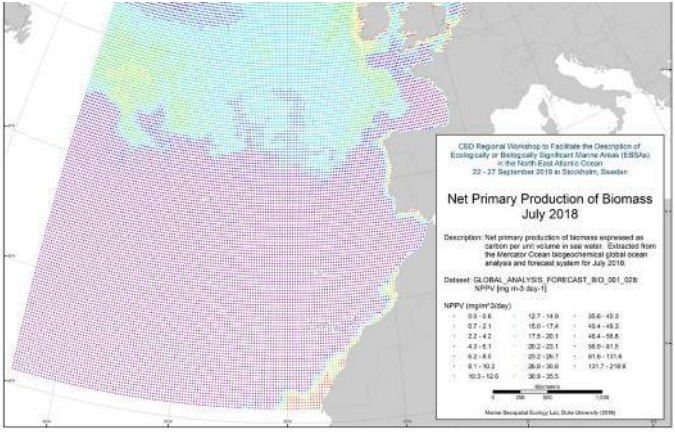 CBD Regional Workshop to Facilitate the Description of
Ecologically or Biologically Significant Marine Areas (EBSAs)
in the North-East Atlantic Ocean
22 - 27 September 2019 in Stockholm, Sweden
Net Primary Production of Biomass
July 2018
Description: Net primary production of biomass expressed as
carbon per unit volume in sea water. Extracted from
the Mercator Ocean biogeochemical global ocean
analysis and forecast system for July 2018.
Dataset: GLOBAL_ANALYSIS_FORECAST_BIO_001_028:
NPPV [mg m-3 day-1]
NPPV (mg/m^3/day)
0.0 - 0.6 12.7 - 14.9 35.6 - 40.3
0.7 - 2.1 15.0 - 17.4 40.4 - 48.3
2.2 - 4.2 17.5 - 20.1 48.4 - 56.8
4.3 - 6.1 20.2 - 23.1 56.9 - 81.5
6.2 - 8.0 23.2 - 26.7 81.6 - 131.6
8.1 - 10.2 26.8 - 30.8 131.7 - 218.9
10.3 - 12.6 30.9 - 35.5
Kilometers
0 250 500 1,000
Marine Geospatial Ecology Lab, Duke University (2019)